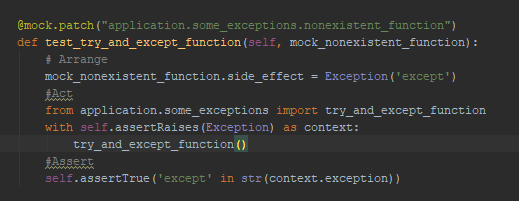 @mock.patch("application.some_exceptions.nonexistent_function")
def test_try_and_except_function(self, mock_nonexistent_function):
# Arrange
mock_nonexistent_function.side_effect = Exception('except')
#Act
from application.some_exceptions import try_and_except_function
with self.assertRaises(Exception) as context:
try_and_except_function()
#Assert
self.assertTrue('except' in str(context.exception))